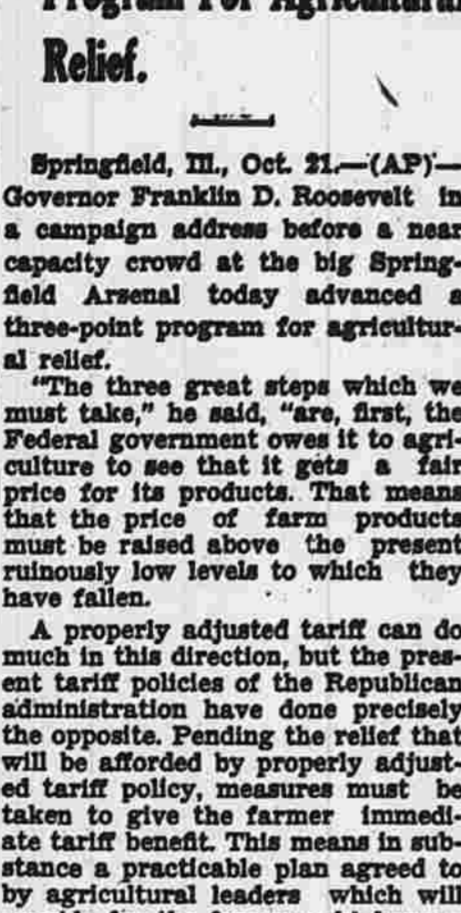 Program For Agricultural
Relief.
Springfield, Ill., Oct. 21.—(AP)—
Governor Franklin D. Roosevelt in
a campaign address before a near
capacity crowd at the big Spring-
field Arsenal today advanced a
three-point program for agricultur-
al relief.
"The three great steps which we
must take," he said, "are, first, the
Federal government owes it to agri-
culture to see that it gets a fair
price for its products. That means
that the price of farm products
must be raised above the present
ruinously low levels to which they
have fallen.
A properly adjusted tariff can do
much in this direction, but the pres-
ent tariff policies of the Republican
administration have done precisely
the opposite. Pending the relief that
will be afforded by properly adjust-
ed tariff policy, measures must be
taken to give the farmer immedi-
ate tariff benefit. This means in sub-
stance a practicable plan agreed to
by agricultural leaders which will